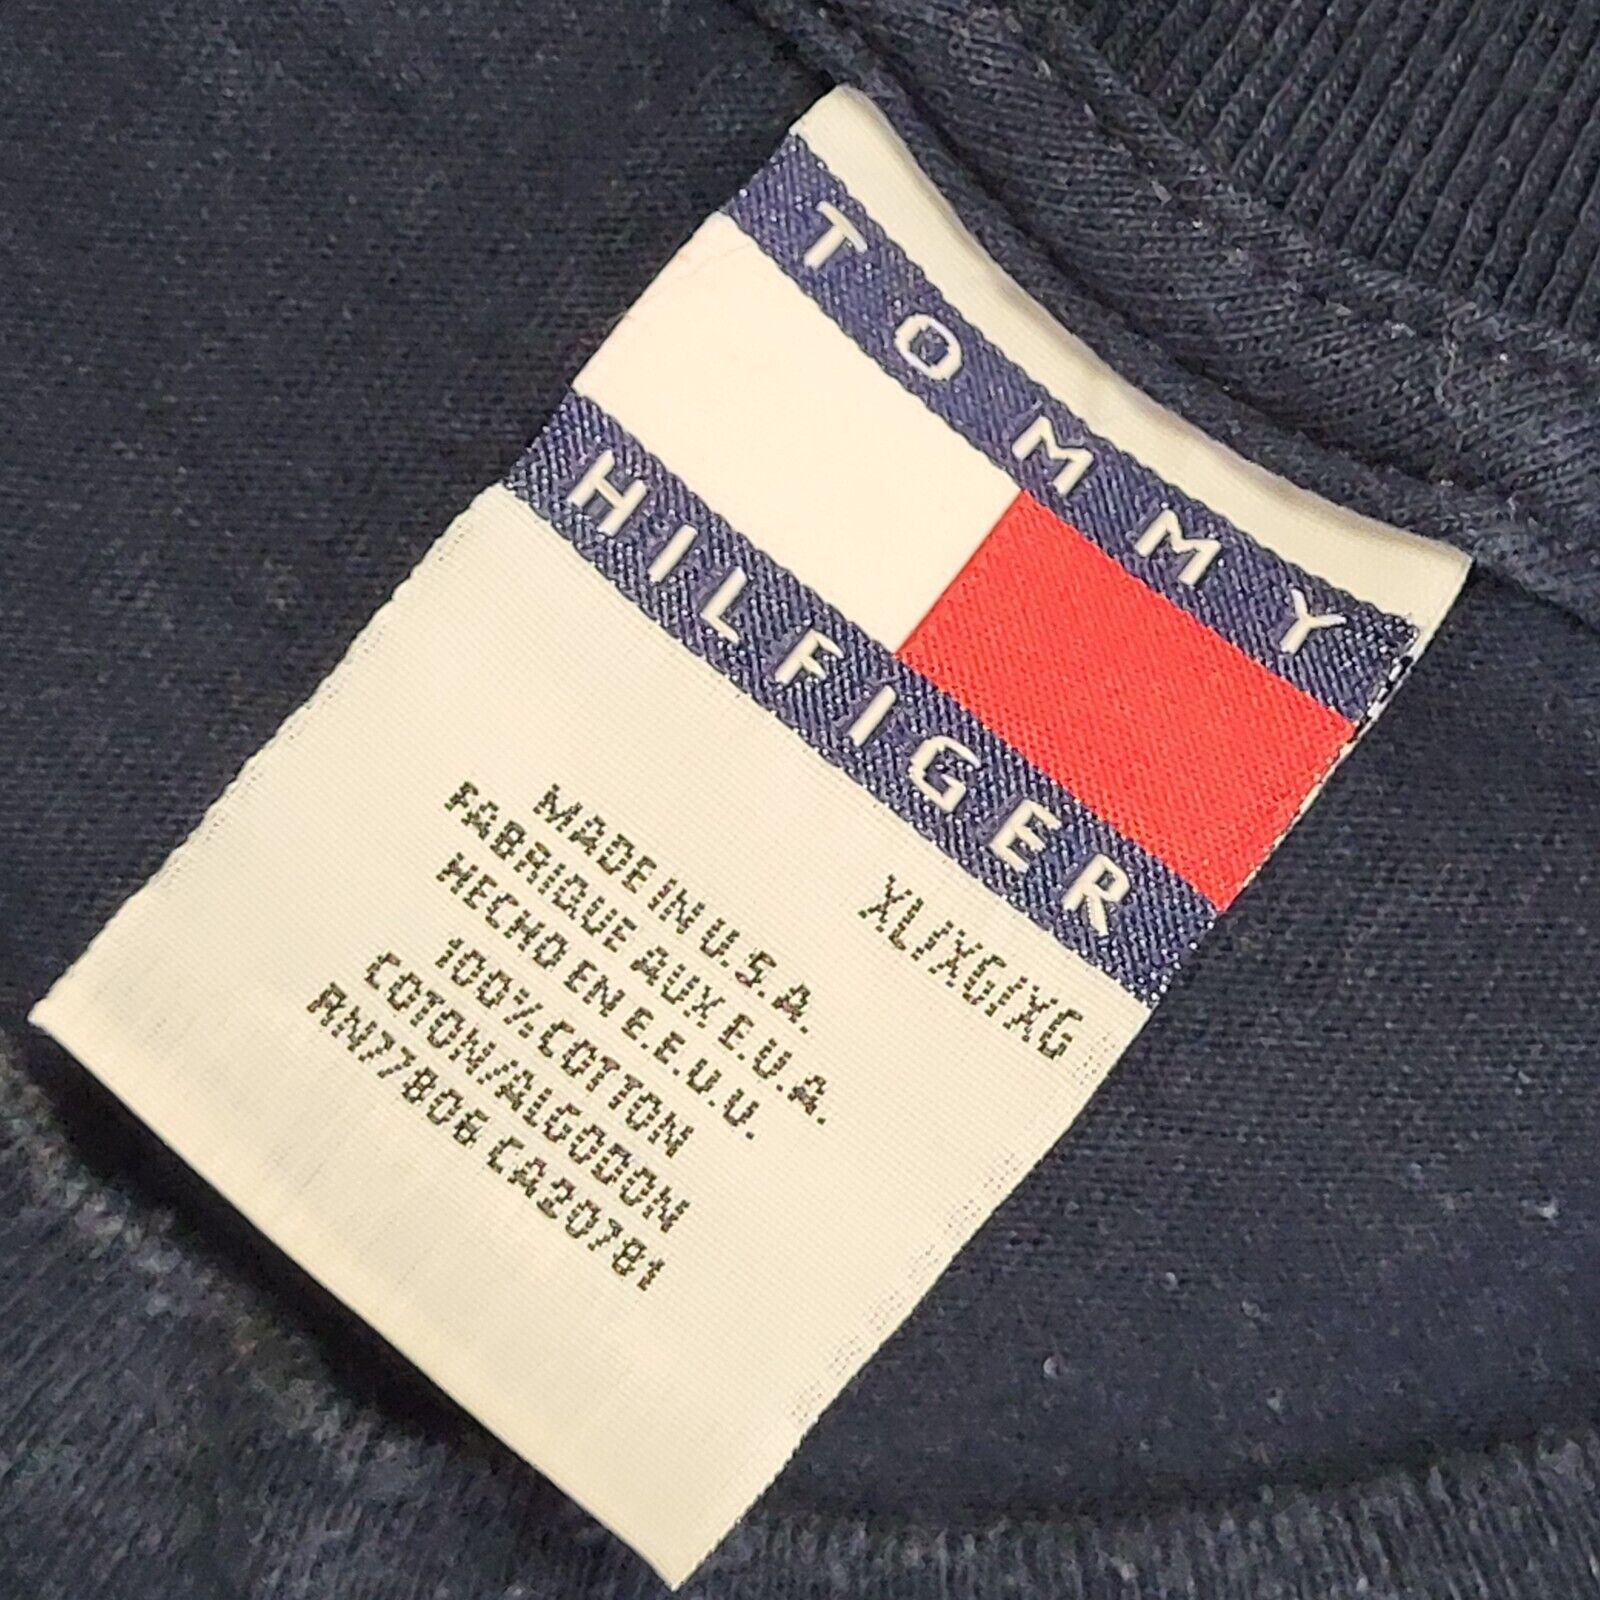 TOMMY
HILFIGER
XL/XG/XG
MADE IN U.S.A.
FABRIQUE AUX E.U.A.
HECHO EN E.E.U.U.
100% COTTON
COTON/ALGODON
RN77806 CA20781